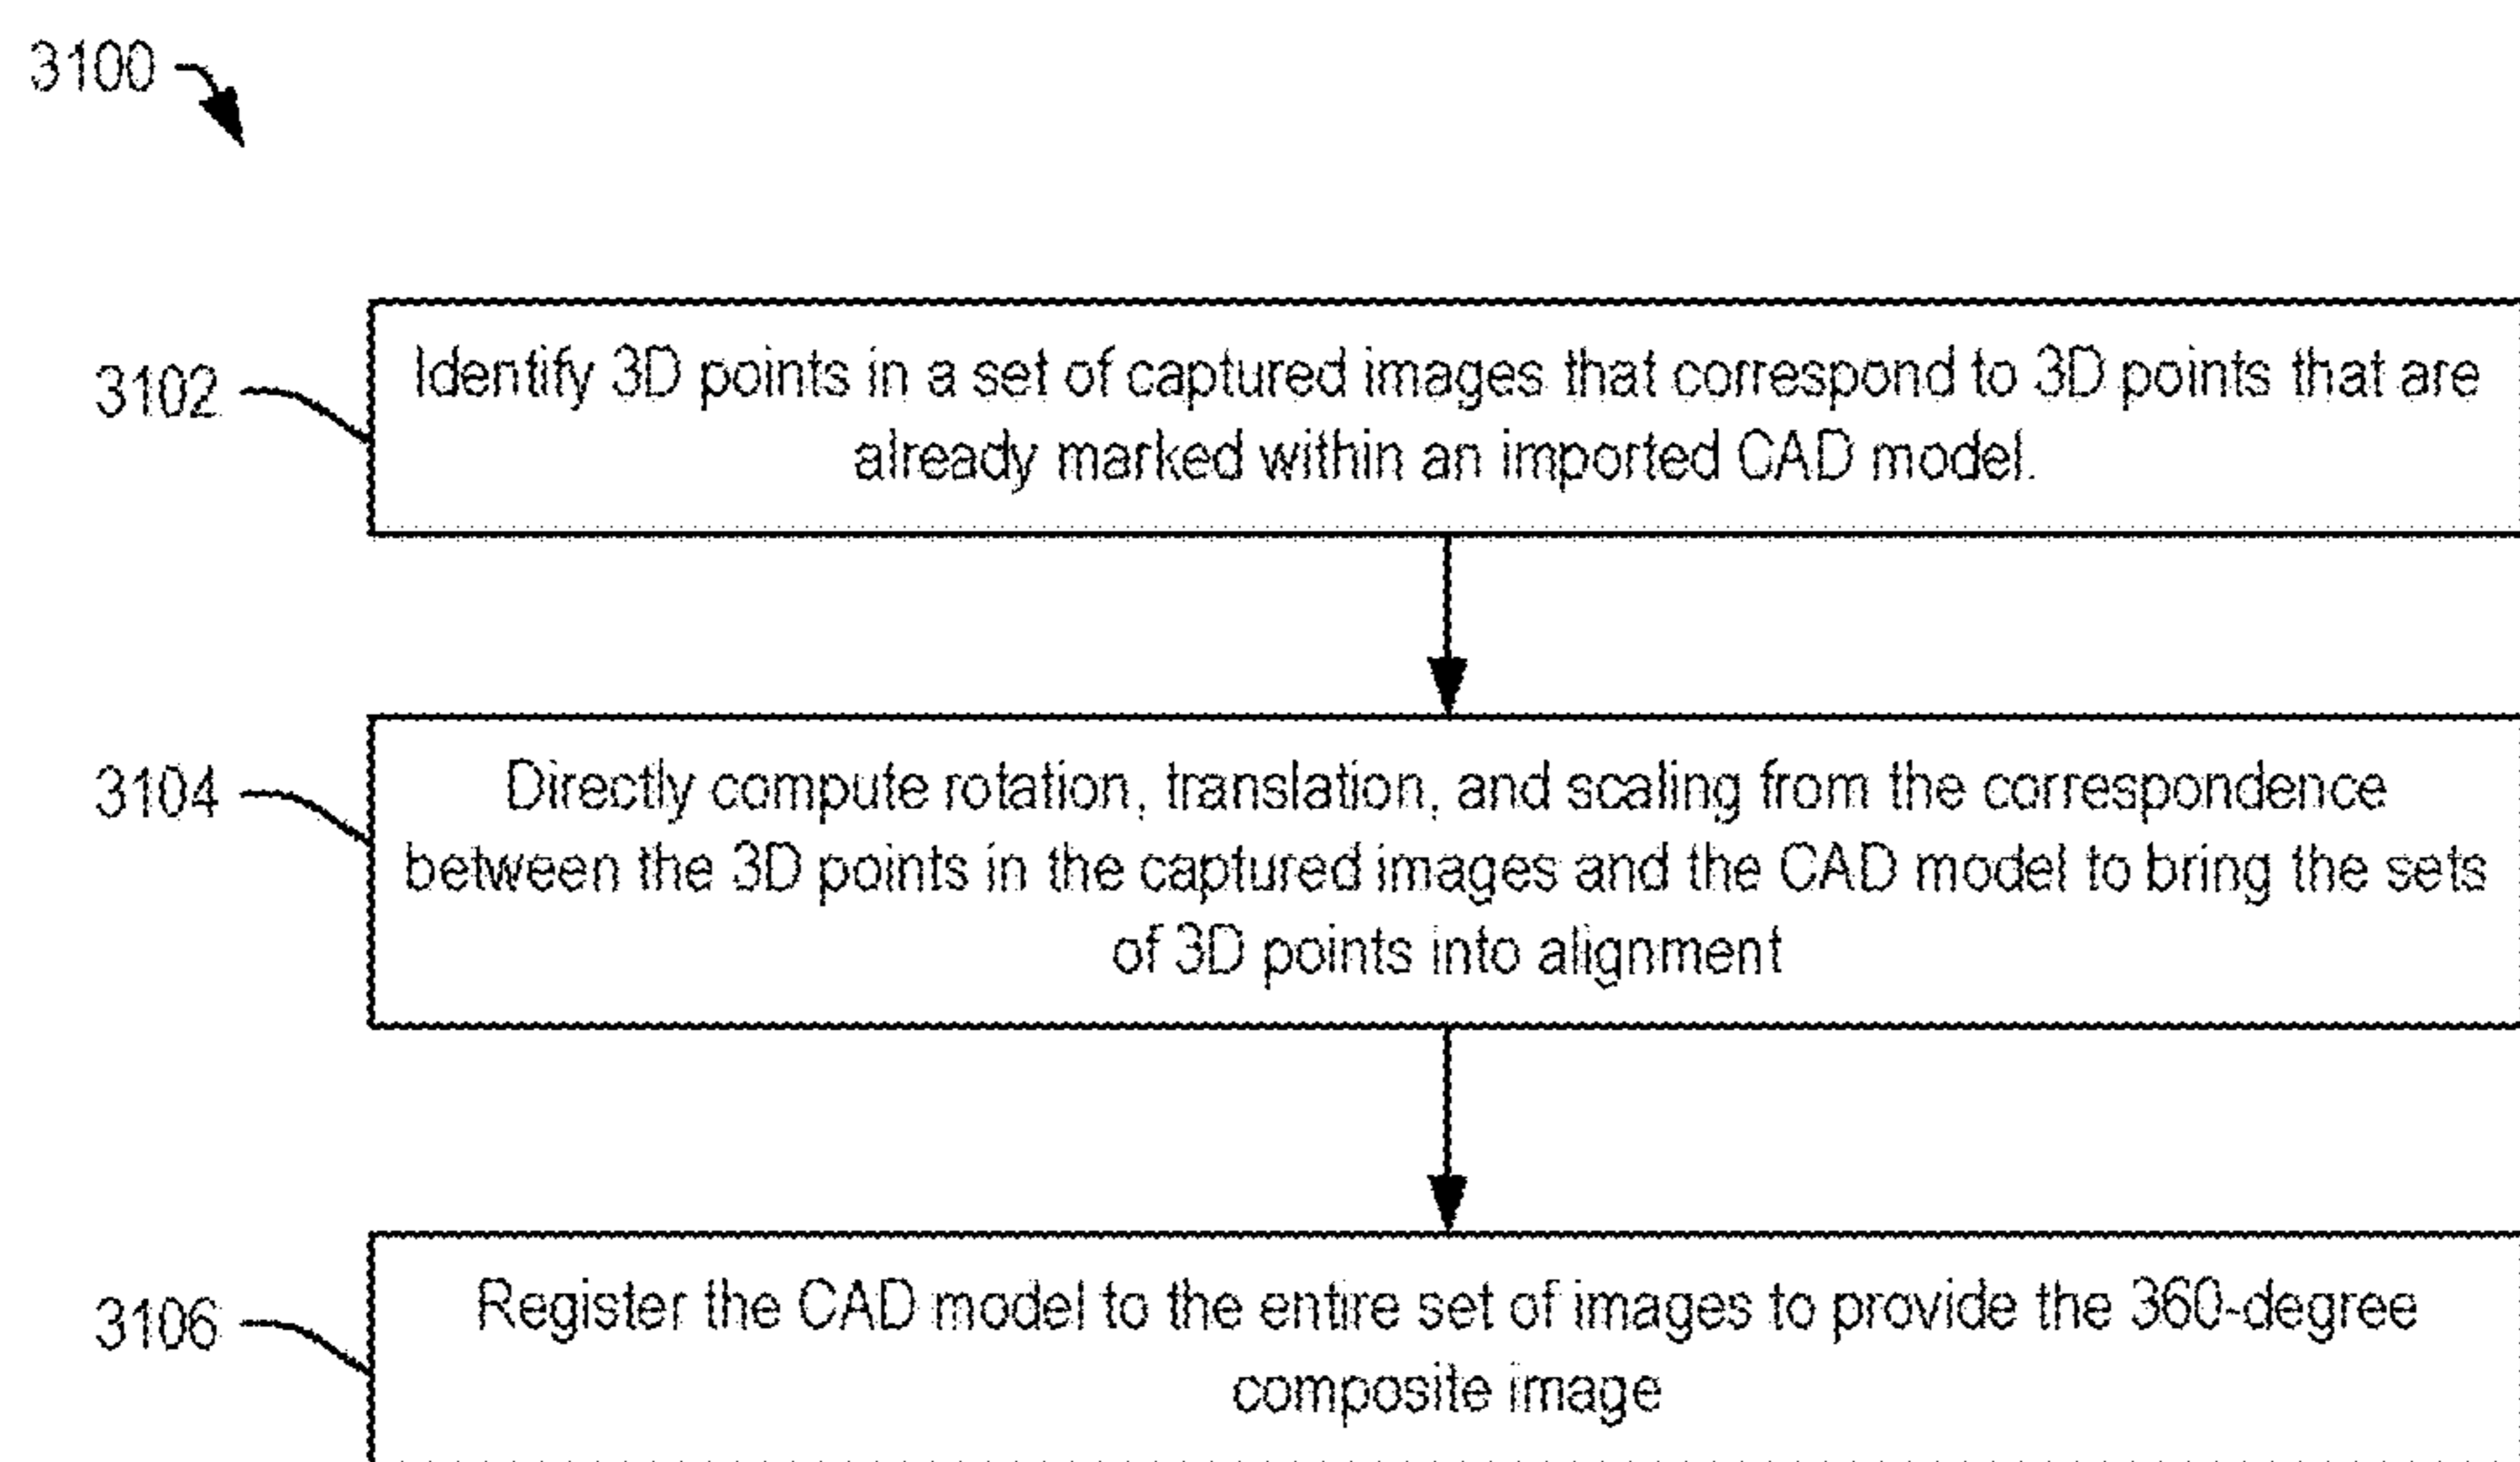 3100
3102
Identify 3D points in a set of captured images that correspond to 3D points that are
already marked within an imported CAD model.
3104
Directly compute rotation, translation, and scaling from the correspondence
between the 3D points in the captured images and the CAD model to bring the sets
of 3D points into alignment
3106
Register the CAD model to the entire set of images to provide the 360-degree
composite image